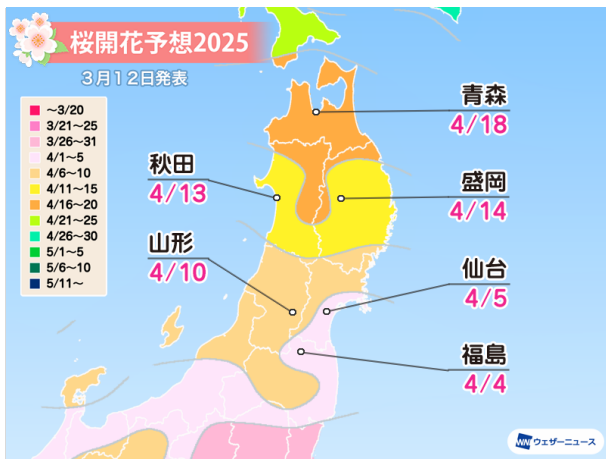 桜開花予想2025
3月12日発表
～3/20
3/21～25
3/26～31
4/1～5
4/6～10
4/11～15
4/16～20
4/21～25
4/26～30
5/1～5
5/6～10
5/11～
青森
4/18
秋田
4/13
盛岡
4/14
山形
4/10
仙台
4/5
福島
4/4
WN ウェザーニュース